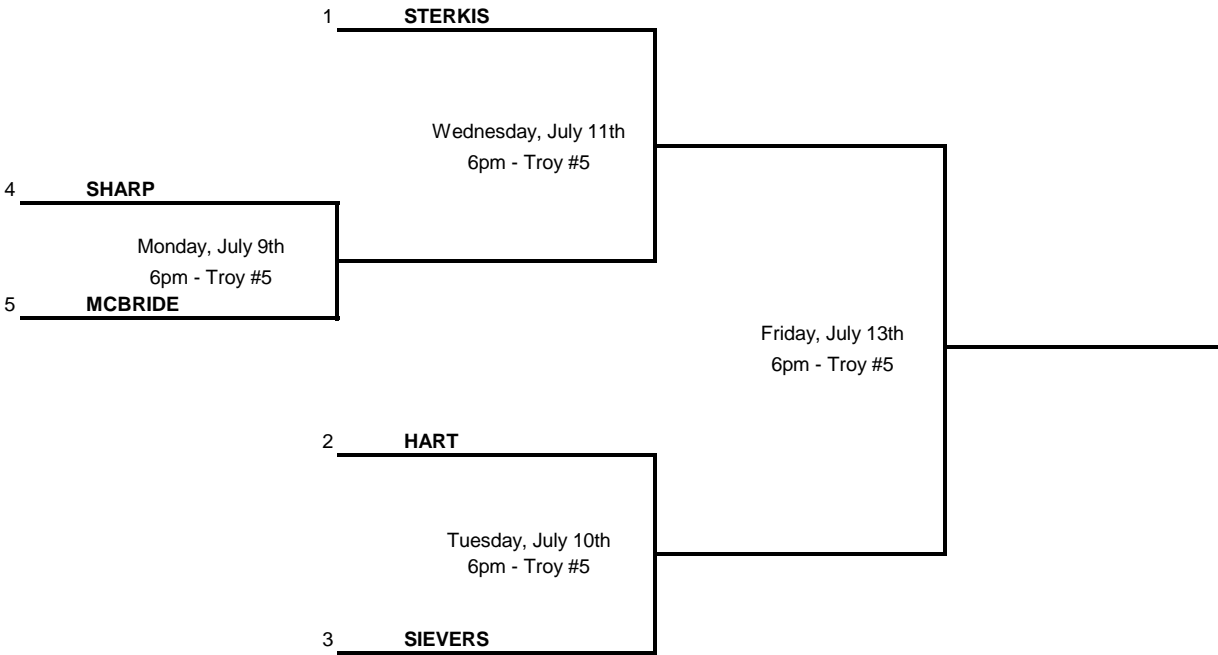 1 STERKIS
Wednesday, July 11th
6pm - Troy #5
4 SHARP
Monday, July 9th
6pm - Troy #5
5 MCBRIDE
Friday, July 13th
6pm - Troy #5
2 HART
Tuesday, July 10th
6pm - Troy #5
3 SIEVERS